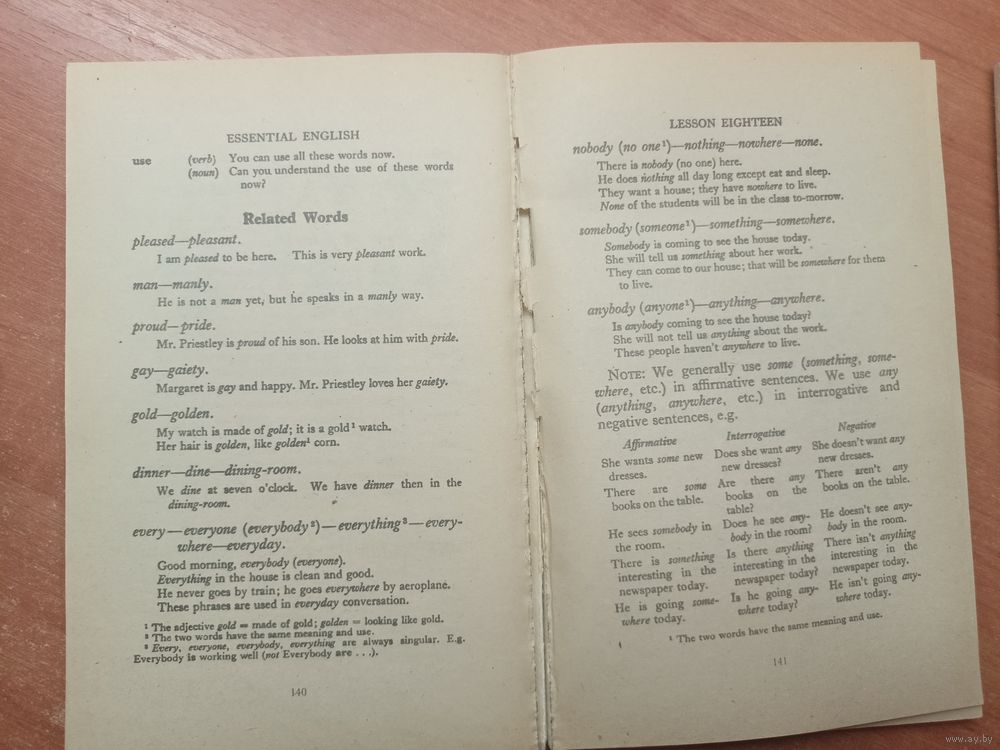 ESSENTIAL ENGLISH
use (verb) You can use all these words now.
(noun) Can you understand the use of these words
now?
Related Words
pleased—pleasant.
I am pleased to be here. This is very pleasant work.
man—manly.
He is not a man yet, but he speaks in a manly way.
proud—pride.
Mr. Priestley is proud of his son. He looks at him with pride.
gay—gaiety.
Margaret is gay and happy. Mr. Priestley loves her gaiety.
gold—golden.
My watch is made of gold; it is a gold¹ watch.
Her hair is golden, like golden¹ corn.
dinner—dine—dining-room.
We dine at seven o'clock. We have dinner then in the
dining-room.
every—everyone (everybody²)—everything³—every-
where—everyday.
Good morning, everybody (everyone).
Everything in the house is clean and good.
He never goes by train; he goes everywhere by aeroplane.
These phrases are used in everyday conversation.
¹ The adjective gold = made of gold; golden = looking like gold.
² The two words have the same meaning and use.
³ Every, everyone, everybody, everything are always singular. E.g.
Everybody is working well (not Everybody are . . .).
140
LESSON EIGHTEEN
nobody (no one¹)—nothing—nowhere—none.
There is nobody (no one) here.
He does nothing all day long except eat and sleep.
They want a house; they have nowhere to live.
None of the students will be in the class to-morrow.
somebody (someone¹)—something—somewhere.
Somebody is coming to see the house today.
She will tell us something about her work.
They can come to our house; that will be somewhere for them
to live.
anybody (anyone¹)—anything—anywhere.
Is anybody coming to see the house today?
She will not tell us anything about the work.
These people haven't anywhere to live.
NOTE: We generally use some (something, some-
where, etc.) in affirmative sentences. We use any
(anything, anywhere, etc.) in interrogative and
negative sentences, e.g.
Affirmative Interrogative Negative
She wants some new Does she want any She doesn't want any
dresses. new dresses? new dresses.
There are some Are there any There aren't any
books on the table. books on the books on the table.
table?
He sees somebody in Does he see any- He doesn't see any-
the room. body in the room? body in the room.
There is something Is there anything There isn't anything
interesting in the interesting in the interesting in the
newspaper today. newspaper today? newspaper today.
He is going some- Is he going any- He isn't going any-
where today. where today? where today.
¹ The two words have the same meaning and use.
141
www.ay.by